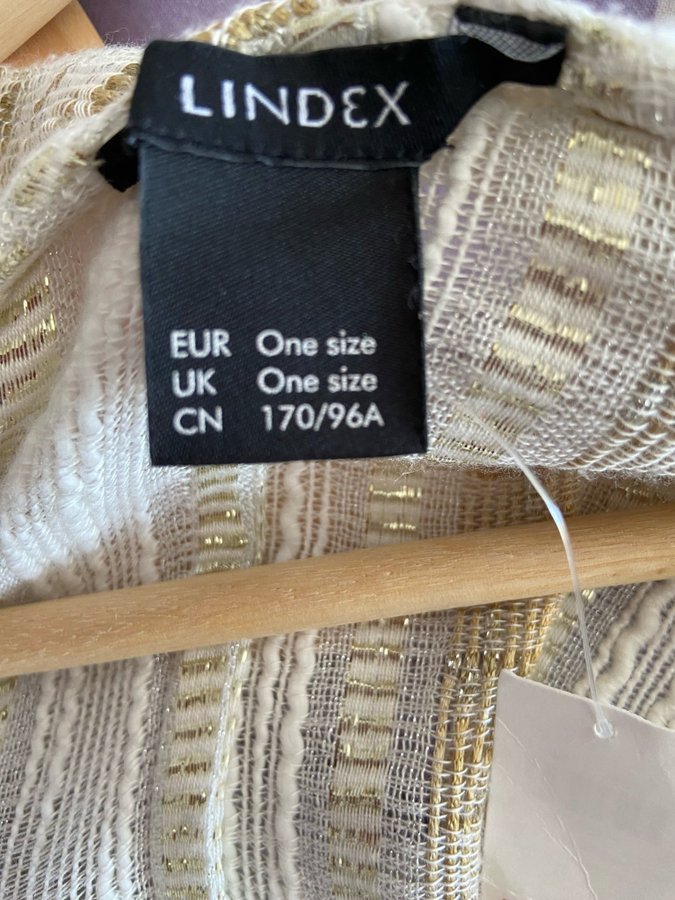 LINDEX
EUR One size
UK One size
CN 170/96A